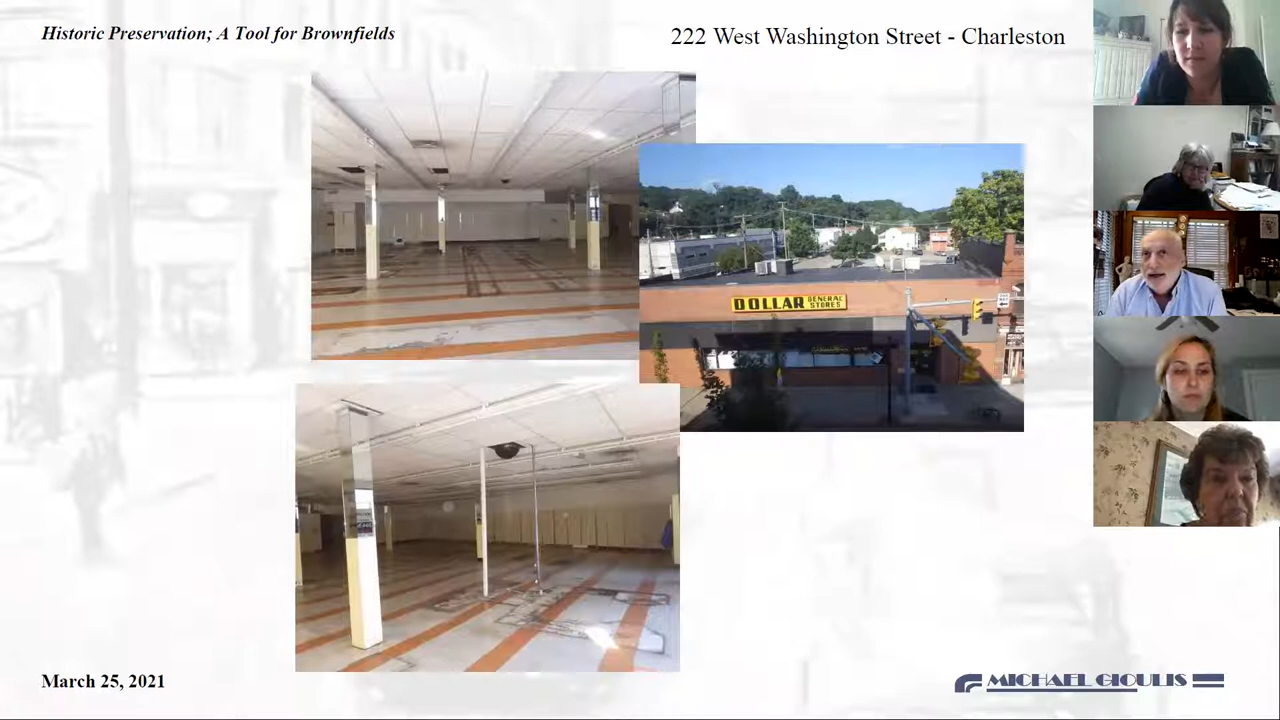 Historic Preservation; A Tool for Brownfields
222 West Washington Street - Charleston
DOLLAR GENERAL STORES
March 25, 2021
MICHAEL GIOULIS